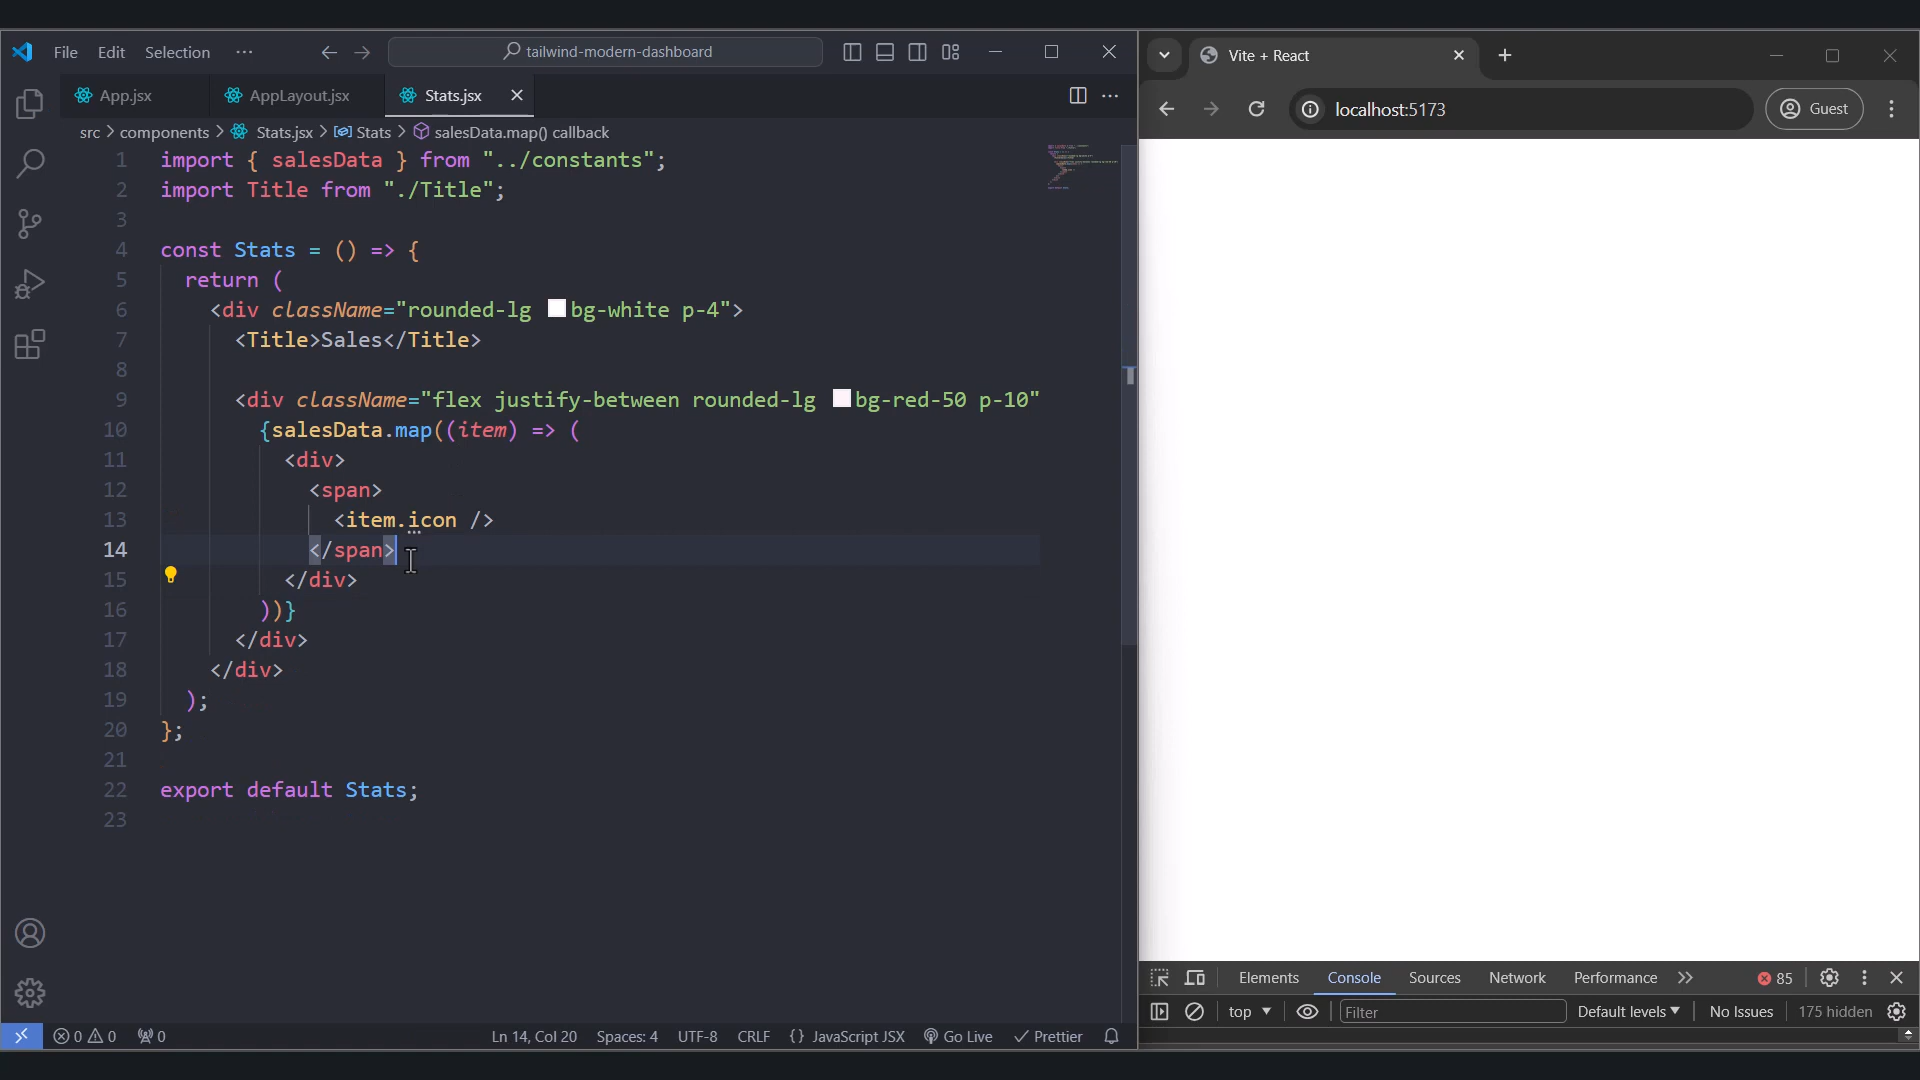 File Edit Selection ··· tailwind-modern-dashboard
App.jsx AppLayout.jsx Stats.jsx
src > components > Stats.jsx > Stats > salesData.map() callback
1 import { salesData } from "../constants";
2 import Title from "./Title";
3
4 const Stats = () => {
5 return (
6 <div className="rounded-lg bg-white p-4">
7 <Title>Sales</Title>
8
9 <div className="flex justify-between rounded-lg bg-red-50 p-10"
10 {salesData.map((item) => (
11 <div>
12 <span>
13 <item.icon />
14 </span>
15 </div>
16 ))}
17 </div>
18 </div>
19 );
20 };
21
22 export default Stats;
23
0 0 0 Ln 14, Col 20 Spaces: 4 UTF-8 CRLF {} JavaScript JSX Go Live Prettier
Vite + React
localhost:5173 Guest
Elements Console Sources Network Performance 85
top Filter Default levels No Issues 175 hidden